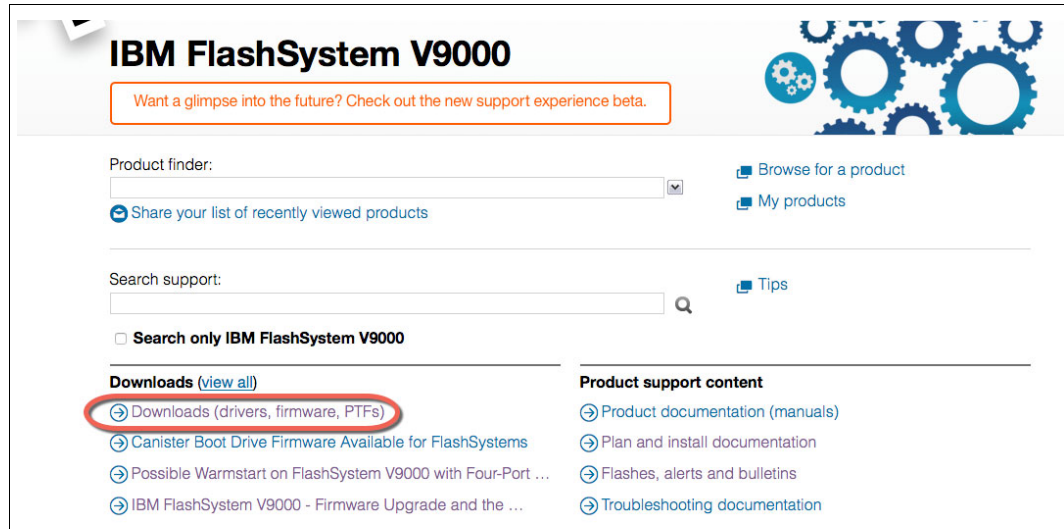 IBM FlashSystem V9000
Want a glimpse into the future? Check out the new support experience beta.
Product finder:
Browse for a product
My products
Share your list of recently viewed products
Search support:
Tips
Search only IBM FlashSystem V9000
Downloads (view all)
Downloads (drivers, firmware, PTFs)
Canister Boot Drive Firmware Available for FlashSystems
Possible Warmstart on FlashSystem V9000 with Four-Port ...
IBM FlashSystem V9000 - Firmware Upgrade and the ...
Product support content
Product documentation (manuals)
Plan and install documentation
Flashes, alerts and bulletins
Troubleshooting documentation